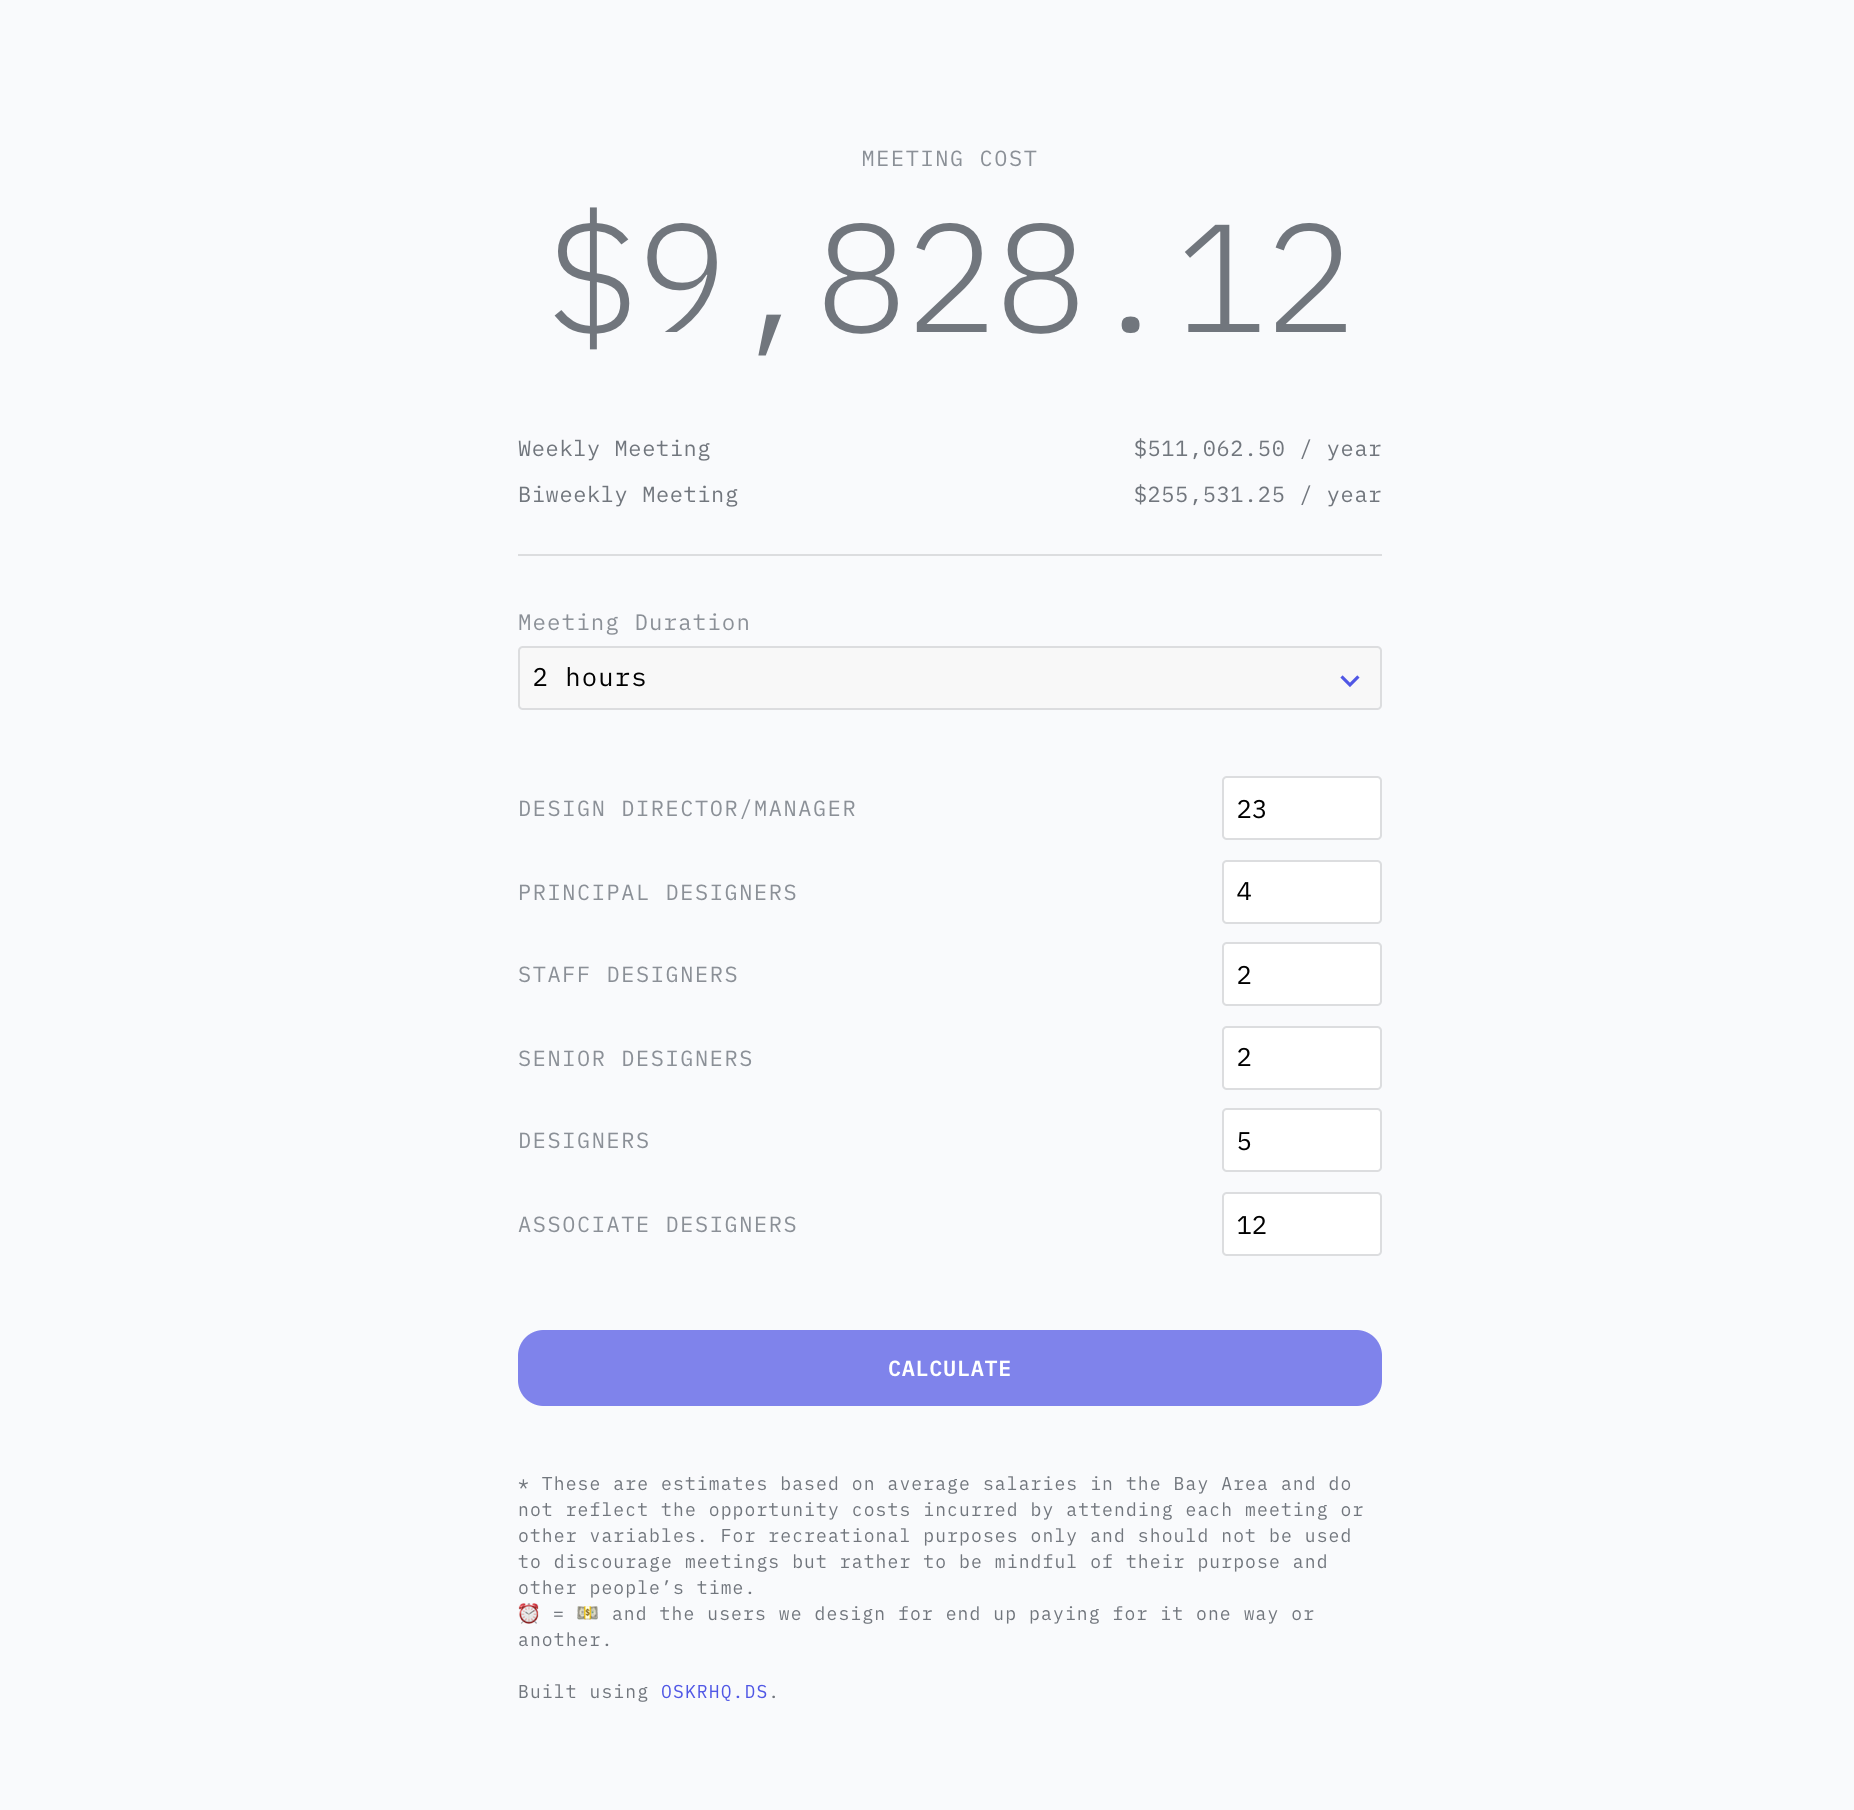 MEETING COST
$9,828.12
Weekly Meeting $511,062.50 / year
Biweekly Meeting $255,531.25 / year
Meeting Duration
2 hours
DESIGN DIRECTOR/MANAGER 23
PRINCIPAL DESIGNERS 4
STAFF DESIGNERS 2
SENIOR DESIGNERS 2
DESIGNERS 5
ASSOCIATE DESIGNERS 12
CALCULATE
* These are estimates based on average salaries in the Bay Area and do
not reflect the opportunity costs incurred by attending each meeting or
other variables. For recreational purposes only and should not be used
to discourage meetings but rather to be mindful of their purpose and
other people’s time.
⏰ = 💵 and the users we design for end up paying for it one way or
another.
Built using OSKRHQ.DS.